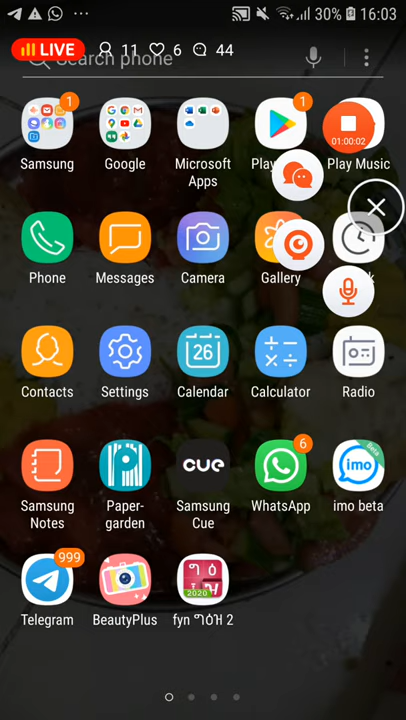 30% 16:03
LIVE 11 6 44
Search phone
1 1
01:00:02
Samsung Google Microsoft Apps Play Music
Phone Messages Camera Gallery
26
Contacts Settings Calendar Calculator Radio
CUE 6 imo Beta
Samsung Notes Paper-garden Samsung Cue WhatsApp imo beta
999 2020
Telegram BeautyPlus